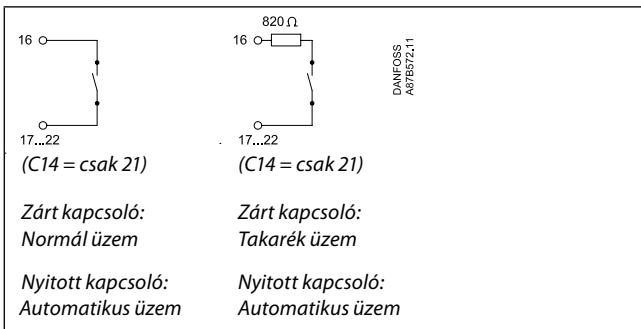 820 Ω
16
16
17...22
17...22
(C14 = csak 21)
(C14 = csak 21)
Zárt kapcsoló:
Normál üzem
Zárt kapcsoló:
Takarék üzem
Nyitott kapcsoló:
Automatikus üzem
Nyitott kapcsoló:
Automatikus üzem
DANFOSS
A87B572.11